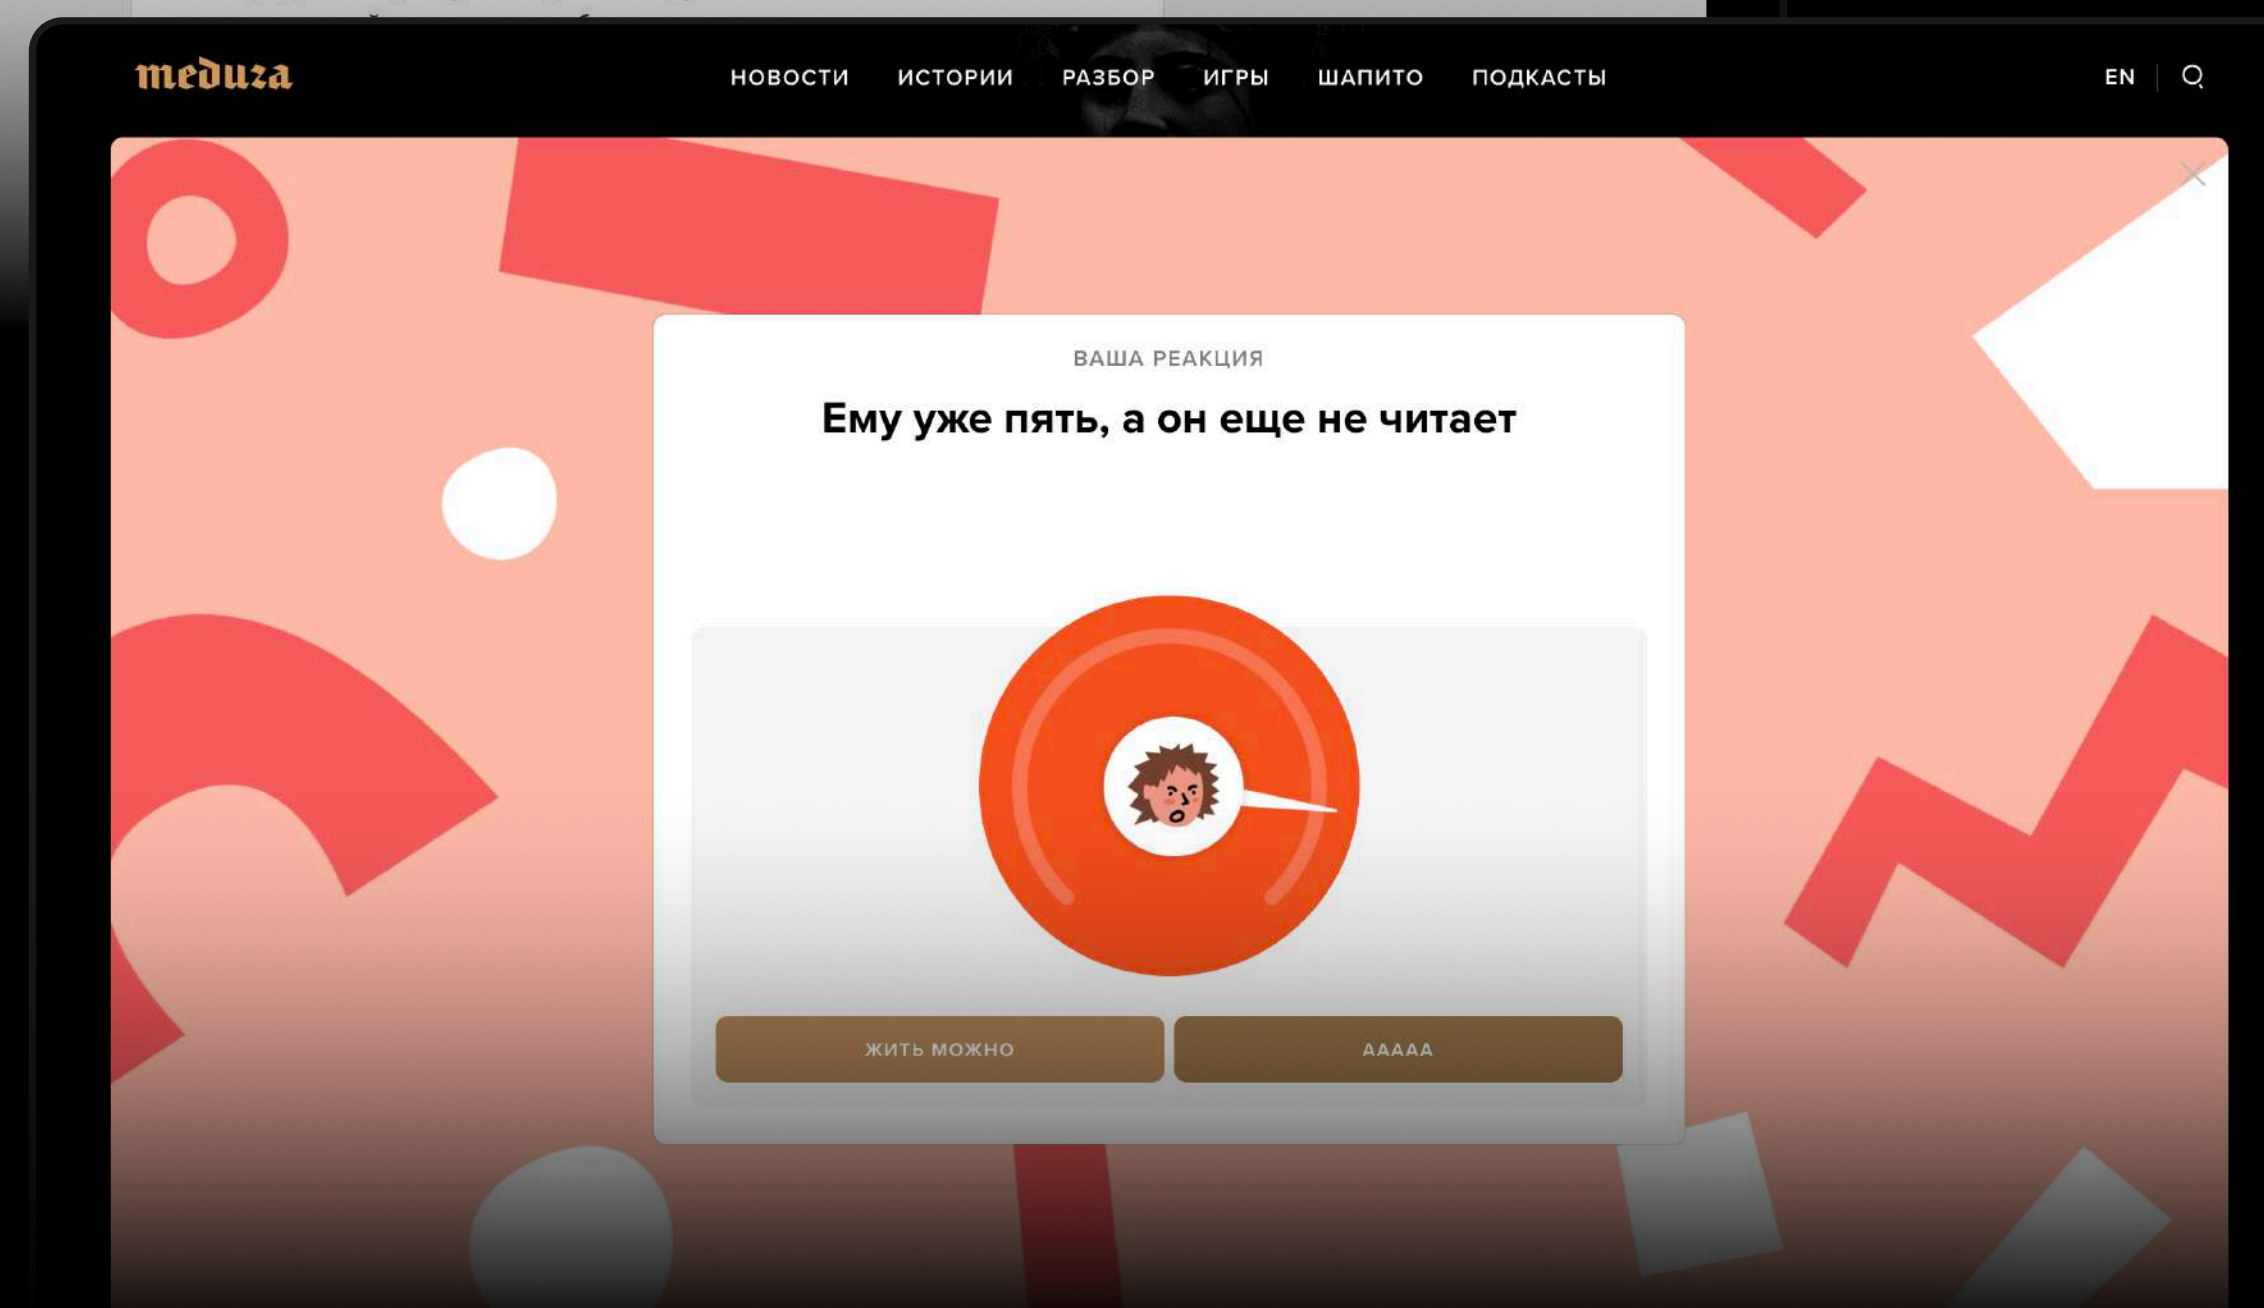 meduza
НОВОСТИ ИСТОРИИ РАЗБОР ИГРЫ ШАПИТО ПОДКАСТЫ
EN
ВАША РЕАКЦИЯ
Ему уже пять, а он еще не читает
ЖИТЬ МОЖНО
ААААА